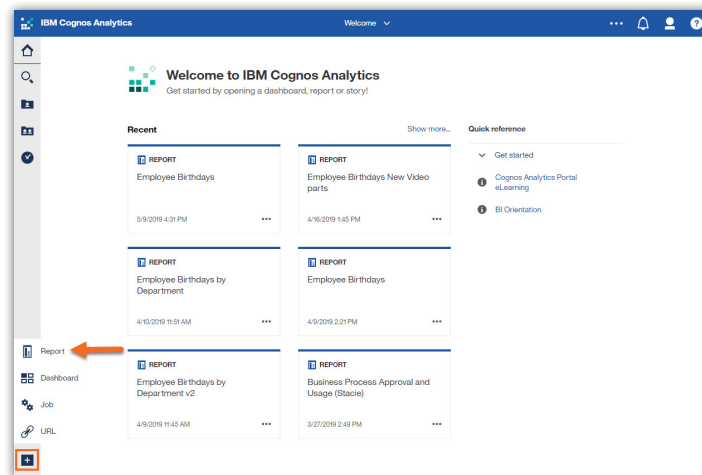 IBM Cognos Analytics
Welcome
Welcome to IBM Cognos Analytics
Get started by opening a dashboard, report or story!
Recent
Show more...
Quick reference
REPORT
Employee Birthdays
5/9/2019 4:31 PM
REPORT
Employee Birthdays New Video
parts
4/16/2019 1:45 PM
Get started
Cognos Analytics Portal
eLearning
BI Orientation
REPORT
Employee Birthdays by
Department
4/10/2019 11:51 AM
REPORT
Employee Birthdays
4/9/2019 2:21 PM
REPORT
Employee Birthdays by
Department v2
4/9/2019 11:45 AM
REPORT
Business Process Approval and
Usage (Stacie)
3/27/2019 2:49 PM
Report
Dashboard
Job
URL